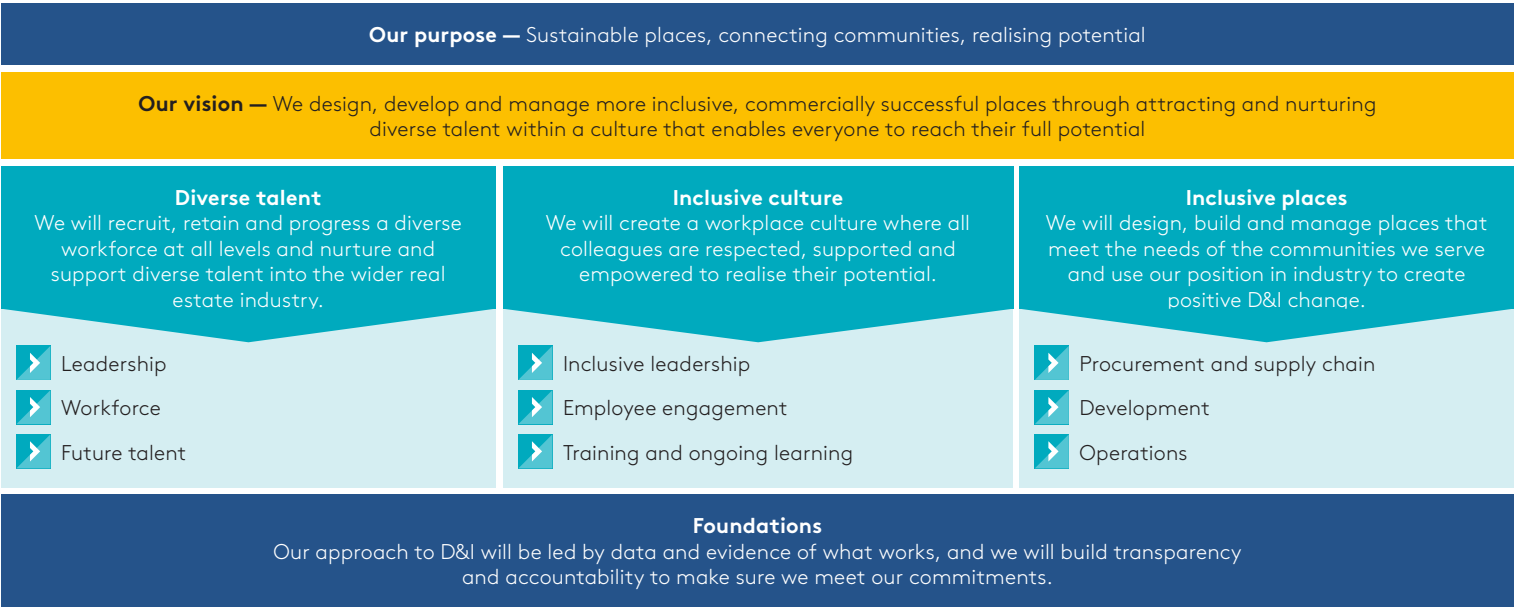 Our purpose — Sustainable places, connecting communities, realising potential
Our vision — We design, develop and manage more inclusive, commercially successful places through attracting and nurturing
diverse talent within a culture that enables everyone to reach their full potential
Diverse talent
We will recruit, retain and progress a diverse
workforce at all levels and nurture and
support diverse talent into the wider real
estate industry.
Leadership
Workforce
Future talent
Inclusive culture
We will create a workplace culture where all
colleagues are respected, supported and
empowered to realise their potential.
Inclusive leadership
Employee engagement
Training and ongoing learning
Inclusive places
We will design, build and manage places that
meet the needs of the communities we serve
and use our position in industry to create
positive D&I change.
Procurement and supply chain
Development
Operations
Foundations
Our approach to D&I will be led by data and evidence of what works, and we will build transparency
and accountability to make sure we meet our commitments.